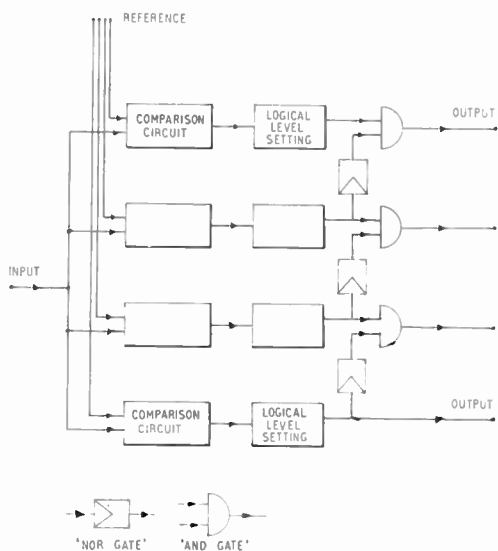 REFERENCE
COMPARISON
CIRCUIT
LOGICAL
LEVEL
SETTING
OUTPUT
INPUT
COMPARISON
CIRCUIT
LOGICAL
LEVEL
SETTING
OUTPUT
'NOR GATE'
'AND GATE'